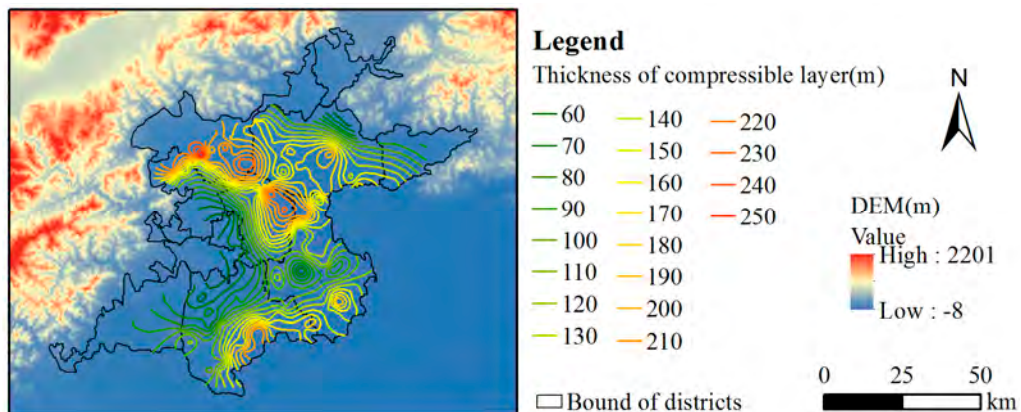 Legend
Thickness of compressible layer(m)
60
70
80
90
100
110
120
130
140
150
160
170
180
190
200
210
220
230
240
250
Bound of districts
N
DEM(m)
Value
High : 2201
Low : -8
0 25 50
km